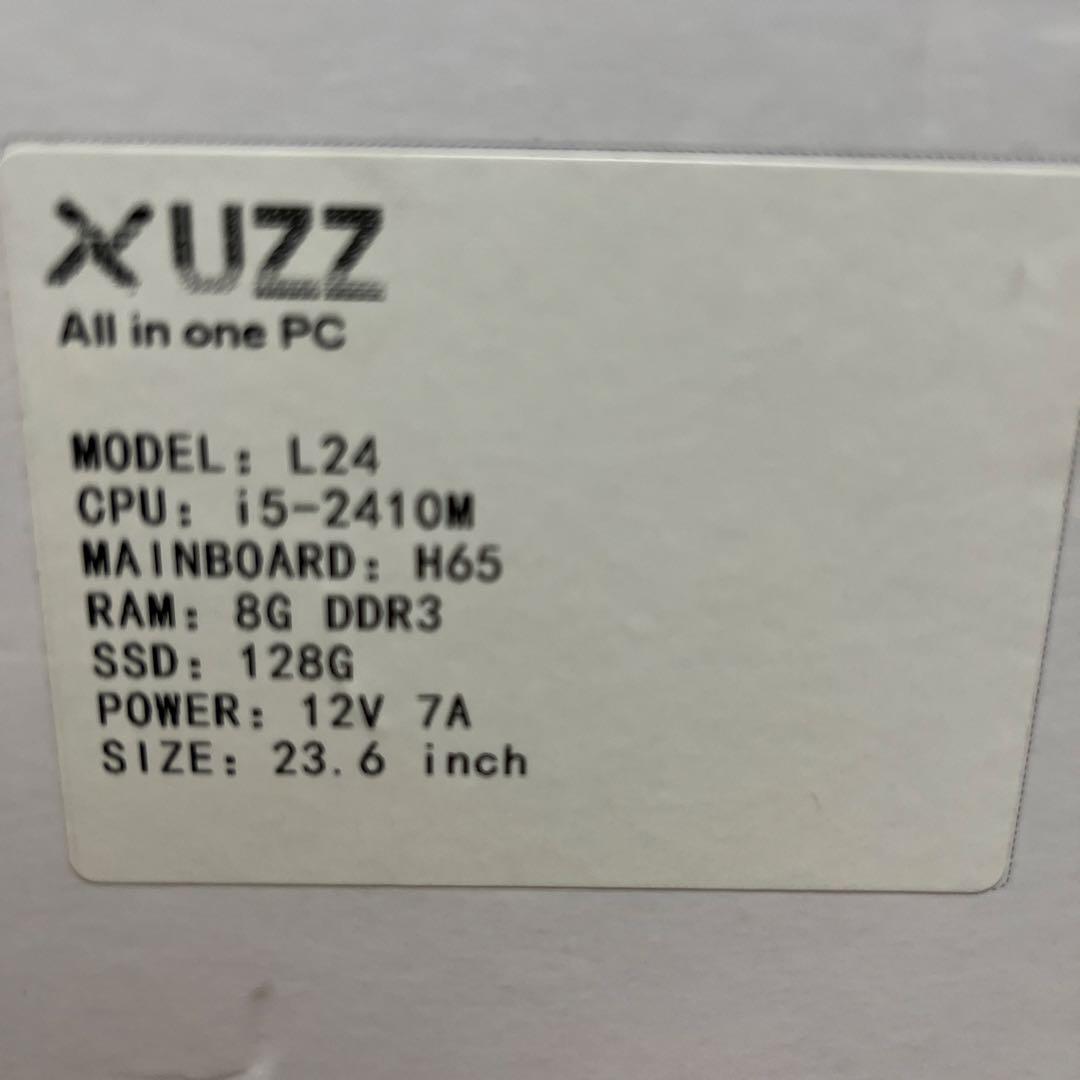 XUZZ
All in one PC
MODEL: L24
CPU: i5-2410M
MAINBOARD: H65
RAM: 8G DDR3
SSD: 128G
POWER: 12V 7A
SIZE: 23.6 inch